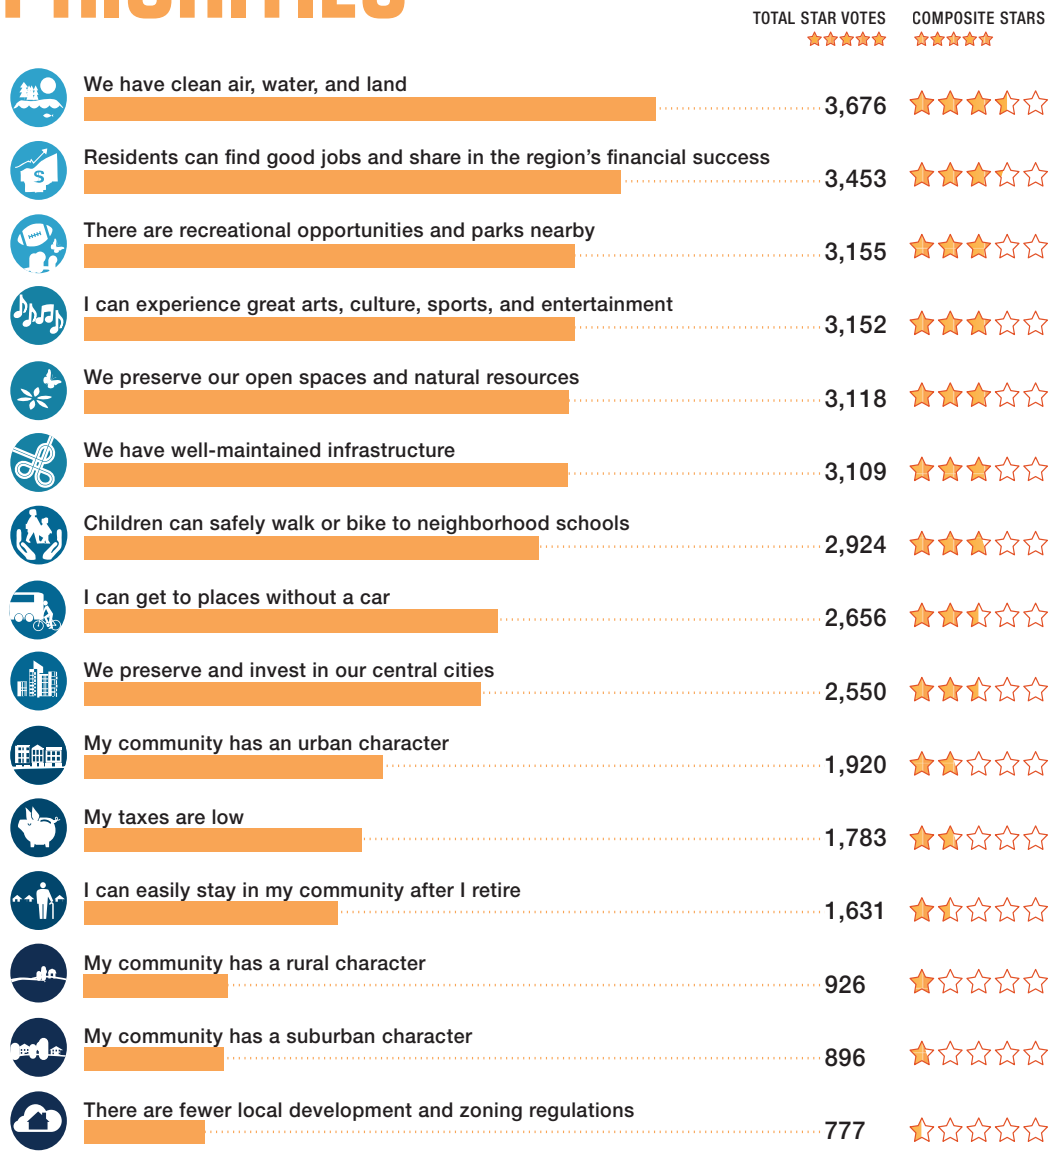 TOTAL STAR VOTES COMPOSITE STARS
We have clean air, water, and land
3,676
Residents can find good jobs and share in the region’s financial success
3,453
There are recreational opportunities and parks nearby
3,155
I can experience great arts, culture, sports, and entertainment
3,152
We preserve our open spaces and natural resources
3,118
We have well-maintained infrastructure
3,109
Children can safely walk or bike to neighborhood schools
2,924
I can get to places without a car
2,656
We preserve and invest in our central cities
2,550
My community has an urban character
1,920
My taxes are low
1,783
I can easily stay in my community after I retire
1,631
My community has a rural character
926
My community has a suburban character
896
There are fewer local development and zoning regulations
777